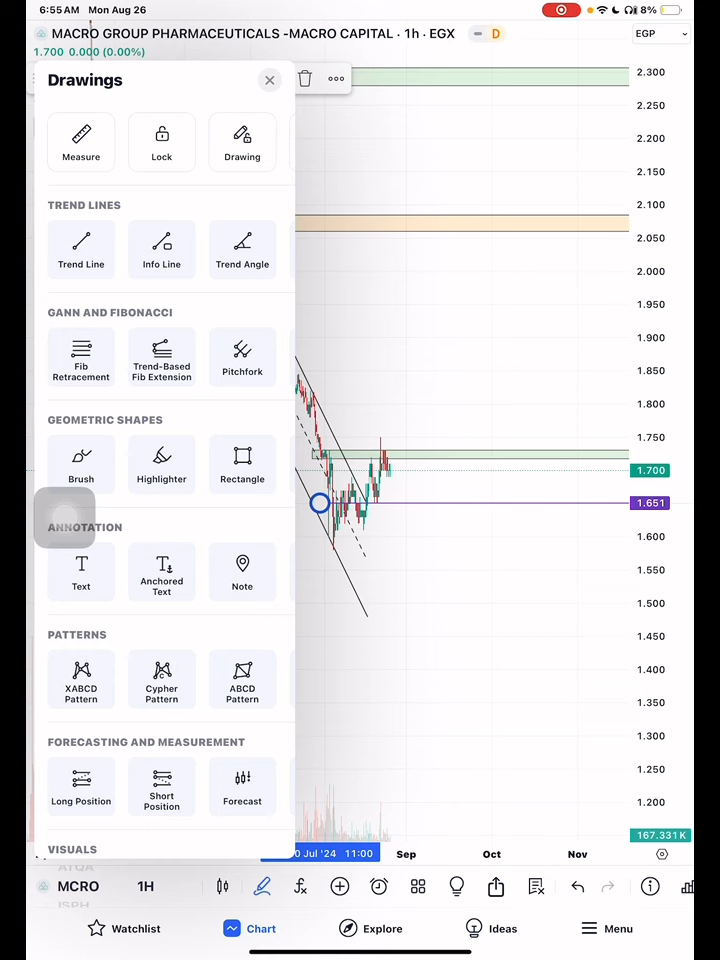 6:55 AM Mon Aug 26
8%
MACRO GROUP PHARMACEUTICALS -MACRO CAPITAL · 1h · EGX
D
EGP
1.700 0.000 (0.00%)
Drawings
Measure
Lock
Drawing
TREND LINES
Trend Line
Info Line
Trend Angle
GANN AND FIBONACCI
Fib Retracement
Trend-Based Fib Extension
Pitchfork
GEOMETRIC SHAPES
Brush
Highlighter
Rectangle
ANNOTATION
Text
Anchored Text
Note
PATTERNS
XABCD Pattern
Cypher Pattern
ABCD Pattern
FORECASTING AND MEASUREMENT
Long Position
Short Position
Forecast
VISUALS
2.300
2.250
2.200
2.150
2.100
2.050
2.000
1.950
1.900
1.850
1.800
1.750
1.700
1.651
1.600
1.550
1.500
1.450
1.400
1.350
1.300
1.250
1.200
167.331K
0 Jul '24 11:00
Sep
Oct
Nov
MCRO
1H
Watchlist
Chart
Explore
Ideas
Menu